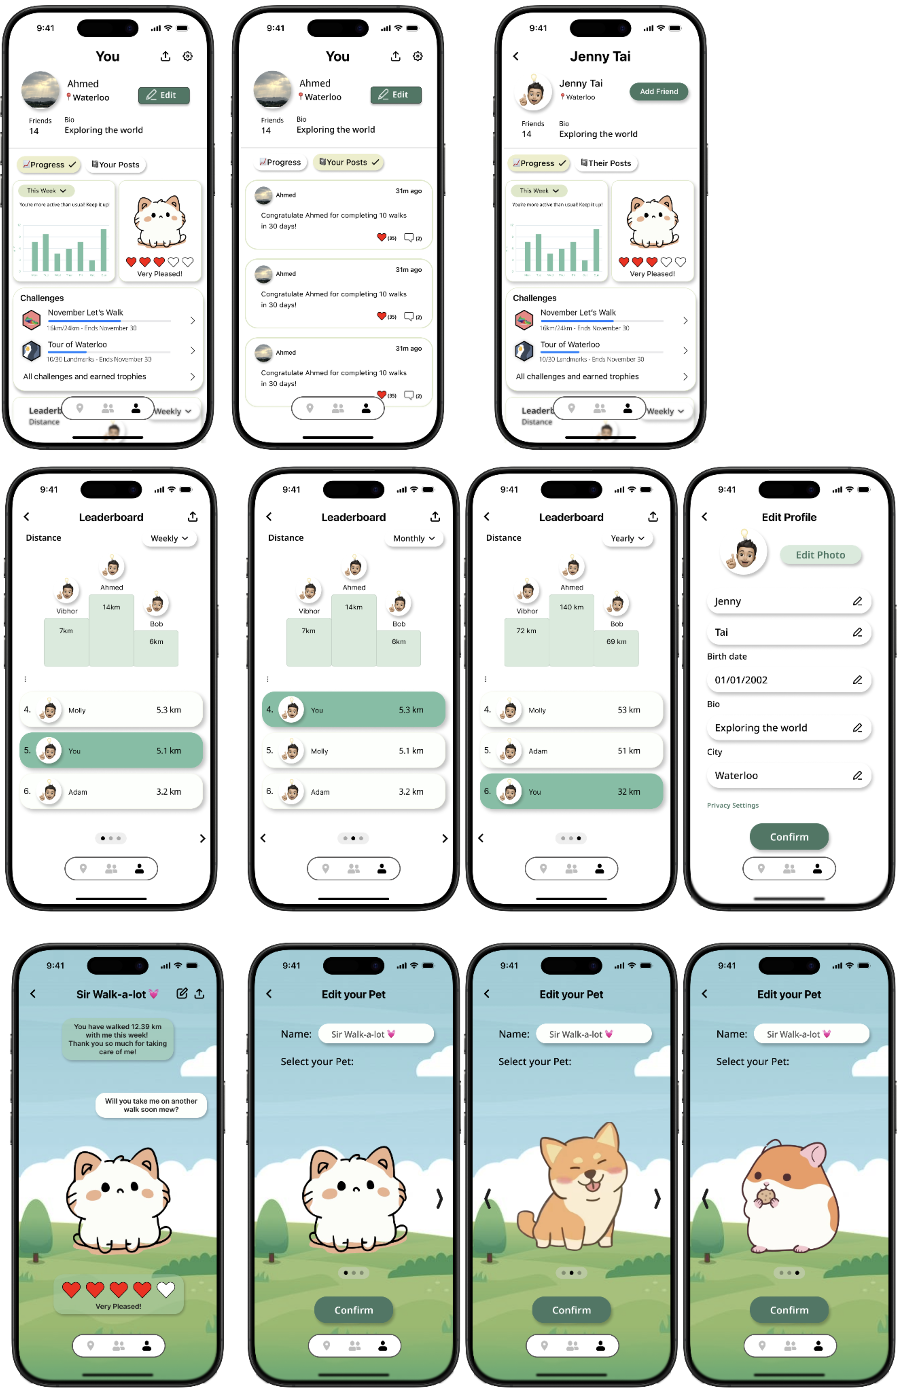 9:41
You
Ahmed
Waterloo
Edit
Friends
14
Bio
Exploring the world
Progress
Your Posts
This Week
You're more active than usual! Keep it up!
Very Pleased!
Challenges
November Let's Walk
16km/24km - Ends November 30
Tour of Waterloo
10/30 Landmarks - Ends November 30
All challenges and earned trophies
Leaderb
Weekly
Distance
9:41
You
Ahmed
Waterloo
Edit
Friends
14
Bio
Exploring the world
Progress
Your Posts
Ahmed
31m ago
Congratulate Ahmed for completing 10 walks
in 30 days!
(35)
(2)
Ahmed
31m ago
Congratulate Ahmed for completing 10 walks
in 30 days!
(35)
(2)
Ahmed
31m ago
Congratulate Ahmed for completing 10 walks
in 30 days!
(35)
(2)
9:41
Jenny Tai
Jenny Tai
Waterloo
Add Friend
Friends
14
Bio
Exploring the world
Progress
Their Posts
This Week
You're more active than usual! Keep it up!
Very Pleased!
Challenges
November Let's Walk
16km/24km - Ends November 30
Tour of Waterloo
10/30 Landmarks - Ends November 30
All challenges and earned trophies
Leaderb
Weekly
Distance
9:41
Leaderboard
Distance
Weekly
Ahmed
Vibhor
14km
Bob
7km
6km
4.
Molly
5.3 km
5.
You
5.1 km
6.
Adam
3.2 km
9:41
Leaderboard
Distance
Monthly
Ahmed
Vibhor
14km
Bob
7km
6km
4.
You
5.3 km
5.
Molly
5.1 km
6.
Adam
3.2 km
9:41
Leaderboard
Distance
Yearly
Ahmed
Vibhor
140 km
Bob
72 km
69 km
4.
Molly
53 km
5.
Adam
51 km
6.
You
32 km
9:41
Edit Profile
Edit Photo
Jenny
Tai
Birth date
01/01/2002
Bio
Exploring the world
City
Waterloo
Privacy Settings
Confirm
9:41
Sir Walk-a-lot
You have walked 12.39 km
with me this week!
Thank you so much for taking
care of me!
Will you take me on another
walk soon mew?
Very Pleased!
9:41
Edit your Pet
Name:
Sir Walk-a-lot
Select your Pet:
Confirm
9:41
Edit your Pet
Name:
Sir Walk-a-lot
Select your Pet:
Confirm
9:41
Edit your Pet
Name:
Sir Walk-a-lot
Select your Pet:
Confirm